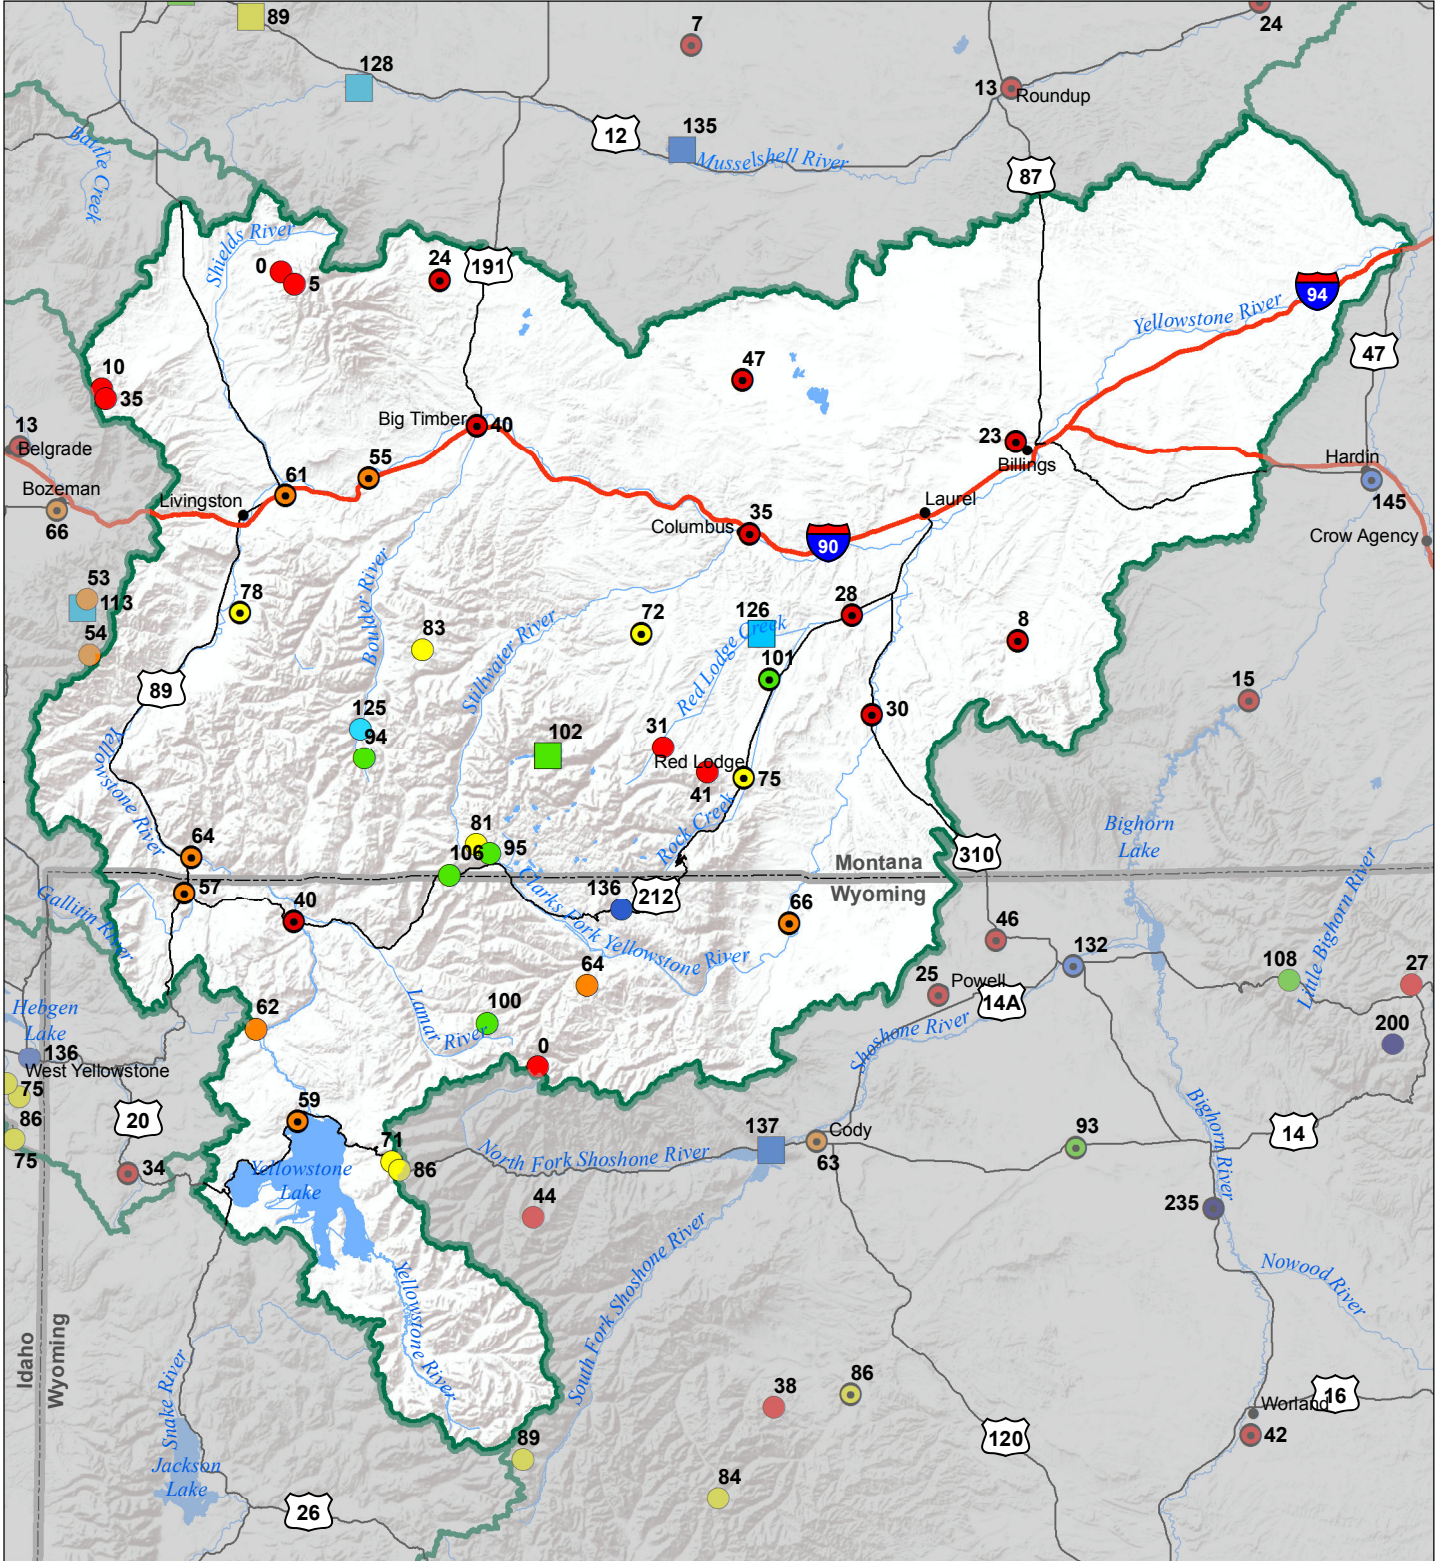 89
7
24
128
13
Roundup
12
135
Musselshell River
Battle Creek
87
Shields River
0
5
24
191
94
Yellowstone River
47
47
10
35
Big Timber
40
13
Belgrade
23
Billings
Hardin
145
Bozeman
66
61
55
Livingston
Laurel
35
Columbus
90
Crow Agency
53
113
54
78
Boulder River
83
Stillwater River
72
126
Red Lodge Creek
28
101
8
89
15
30
125
94
102
31
Red Lodge
41
75
Yellowstone River
Rock Creek
81
95
106
64
57
Bighorn
Lake
310
Montana
Wyoming
136
212
Gallitin River
40
Clarks Fork Yellowstone River
66
Little Bighorn River
46
132
108
27
64
25
Powell
14A
Hebgen
Lake
62
Lamar River
100
0
Shoshone River
200
136
West Yellowstone
75
86
75
20
59
Bighorn River
14
93
137
Cody
63
71
86
North Fork Shoshone River
34
Yellowstone
Lake
44
235
South Fork Shoshone River
Nowood River
Yellowstone River
Idaho
Wyoming
Snake River
38
86
Worland
16
42
120
89
84
Jackson
Lake
26